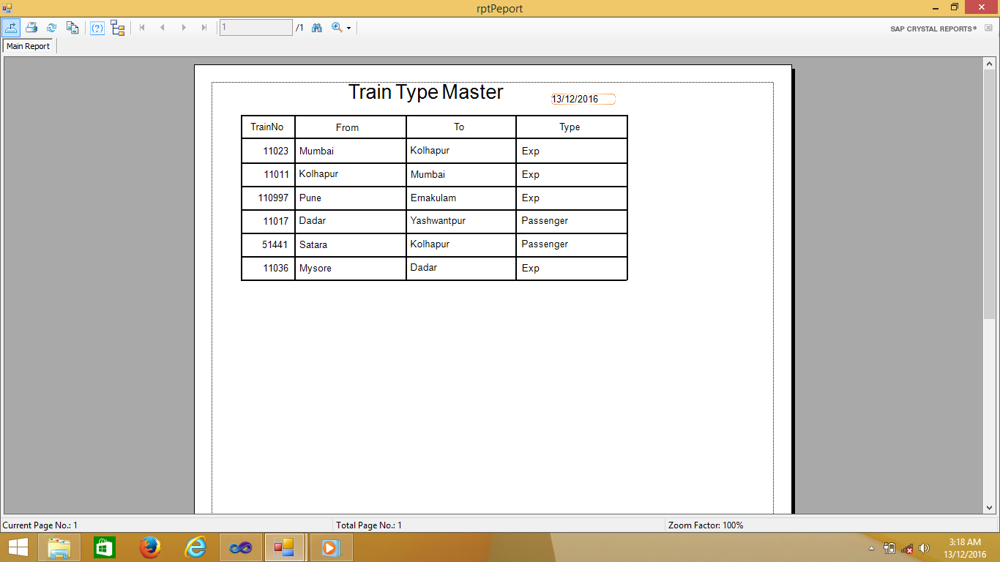 rptPeport
1 /1 SAP CRYSTAL REPORTS®
Main Report
Train Type Master 13/12/2016
TrainNo From To Type
11023 Mumbai Kolhapur Exp
11011 Kolhapur Mumbai Exp
110997 Pune Ernakulam Exp
11017 Dadar Yashwantpur Passenger
51441 Satara Kolhapur Passenger
11036 Mysore Dadar Exp
Current Page No.: 1 Total Page No.: 1 Zoom Factor: 100%
3:18 AM
13/12/2016